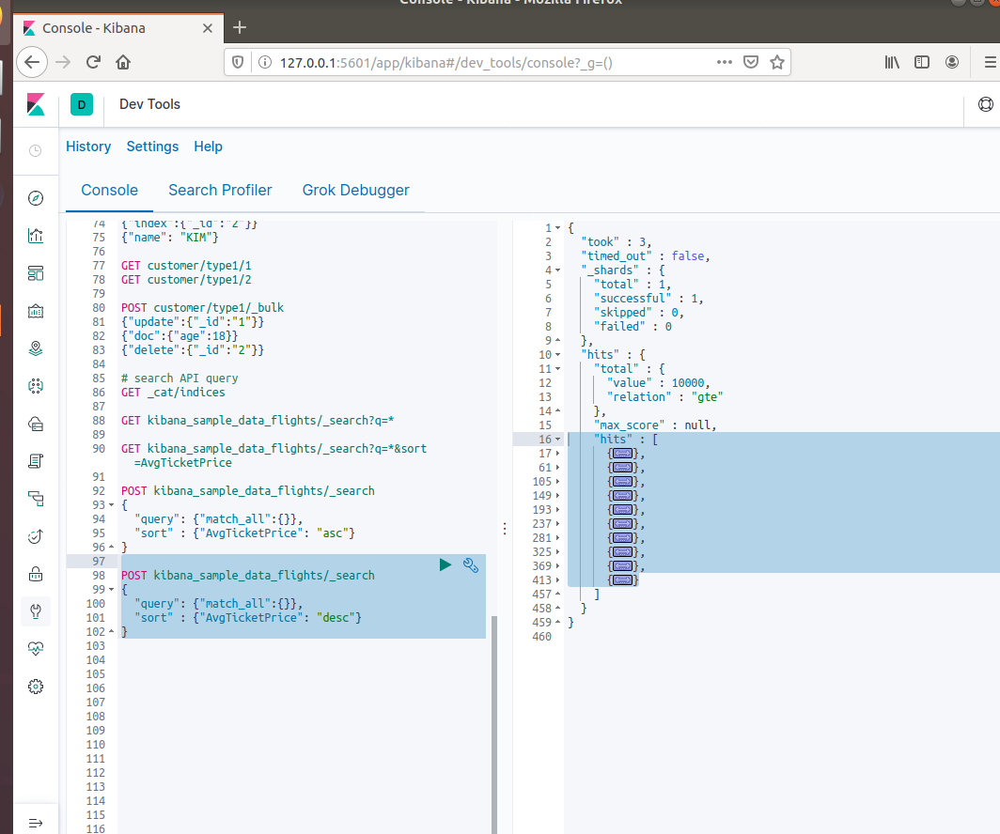 Console - Kibana - Mozilla Firefox
Console - Kibana
127.0.0.1:5601/app/kibana#/dev_tools/console?_g=()
D
Dev Tools
History Settings Help
Console Search Profiler Grok Debugger
74 {"index":{"_id":"2"}}
75 {"name": "KIM"}
76
77 GET customer/type1/1
78 GET customer/type1/2
79
80 POST customer/type1/_bulk
81 {"update":{"_id":"1"}}
82 {"doc":{"age":18}}
83 {"delete":{"_id":"2"}}
84
85 # search API query
86 GET _cat/indices
87
88 GET kibana_sample_data_flights/_search?q=*
89
90 GET kibana_sample_data_flights/_search?q=*&sort
=AvgTicketPrice
91
92 POST kibana_sample_data_flights/_search
93 {
94 "query": {"match_all":{}},
95 "sort" : {"AvgTicketPrice": "asc"}
96 }
97
98 POST kibana_sample_data_flights/_search
99 {
100 "query": {"match_all":{}},
101 "sort" : {"AvgTicketPrice": "desc"}
102 }
103
104
105
106
107
108
109
110
111
112
113
114
115
116
1 {
2 "took" : 3,
3 "timed_out" : false,
4 "_shards" : {
5 "total" : 1,
6 "successful" : 1,
7 "skipped" : 0,
8 "failed" : 0
9 },
10 "hits" : {
11 "total" : {
12 "value" : 10000,
13 "relation" : "gte"
14 },
15 "max_score" : null,
16 "hits" : [
17 {},
61 {},
105 {},
149 {},
193 {},
237 {},
281 {},
325 {},
369 {},
413 {}
457 ]
458 }
459 }
460